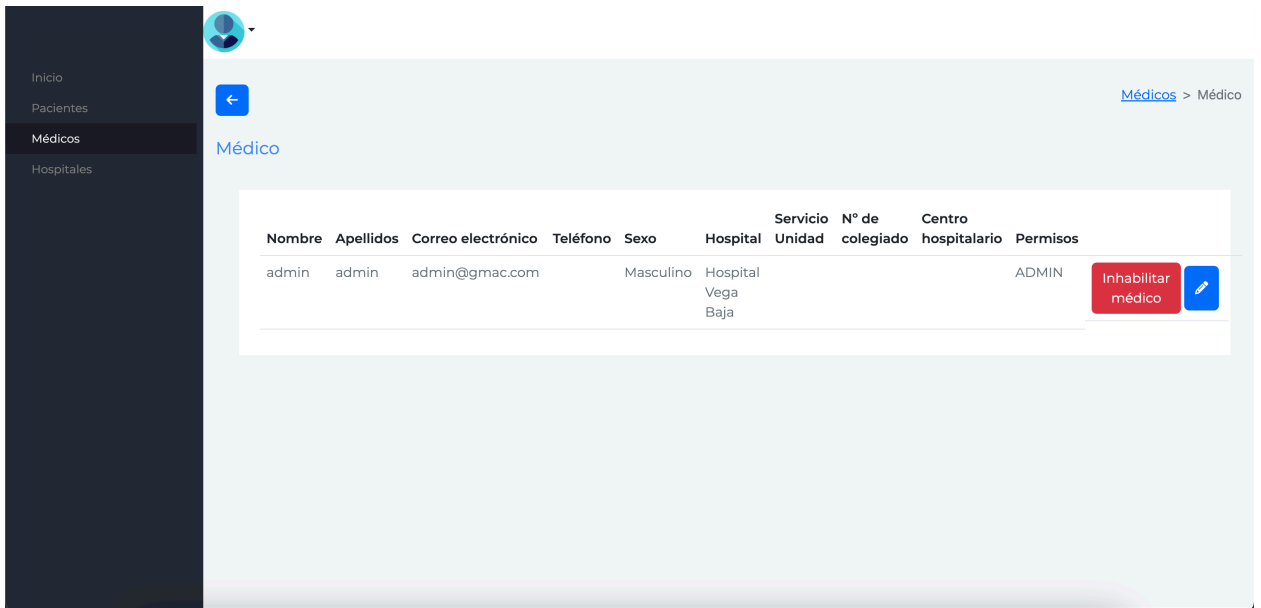 Inicio
Pacientes
Médicos
Hospitales
Médicos > Médico
Médico
Servicio Nº de Centro
Nombre Apellidos Correo electrónico Teléfono Sexo Hospital Unidad colegiado hospitalario Permisos
admin admin admin@gmac.com Masculino Hospital ADMIN Inhabilitar
Vega médico
Baja